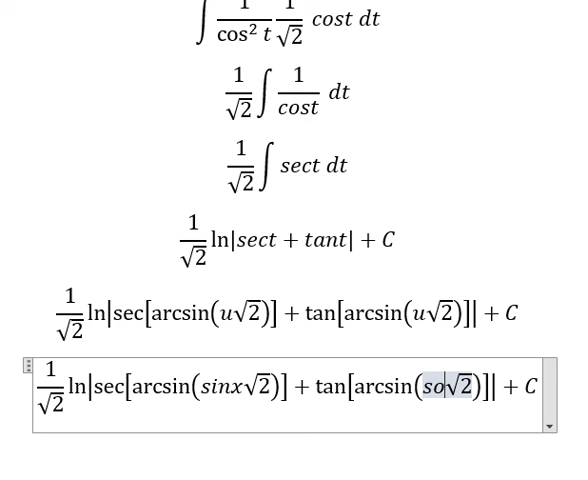 ∫ 1/cos² t 1/√2 cost dt
1/√2 ∫ 1/cost dt
1/√2 ∫ sect dt
1/√2 ln|sect + tant| + C
1/√2 ln|sec[arcsin(u√2)] + tan[arcsin(u√2)]| + C
1/√2 ln|sec[arcsin(sinx√2)] + tan[arcsin(so√2)]| + C